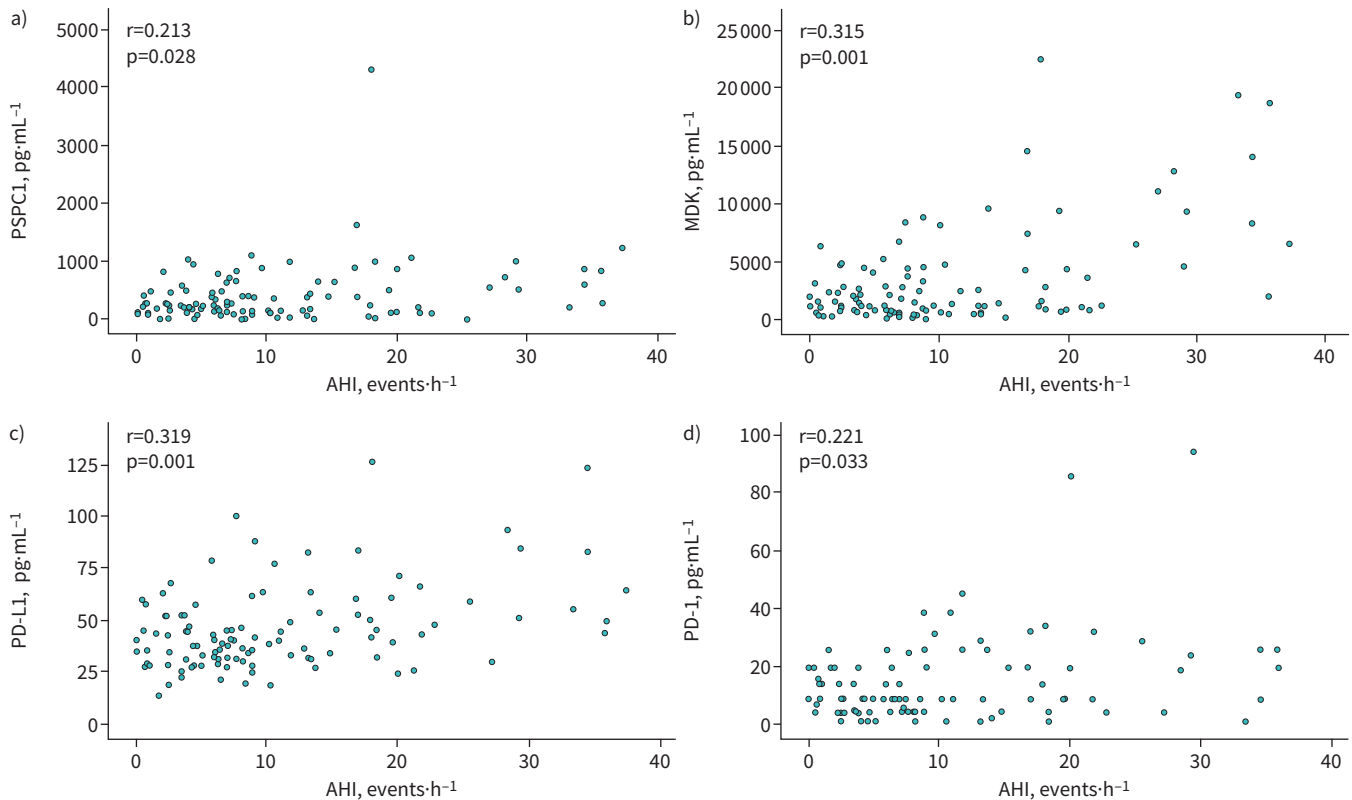 a)
r=0.213
p=0.028
PSPC1, pg·mL⁻¹
5000
4000
3000
2000
1000
0
0 10 20 30 40
AHI, events·h⁻¹
b)
r=0.315
p=0.001
MDK, pg·mL⁻¹
25 000
20 000
15 000
10 000
5000
0
0 10 20 30 40
AHI, events·h⁻¹
c)
r=0.319
p=0.001
PD-L1, pg·mL⁻¹
125
100
75
50
25
0
0 10 20 30 40
AHI, events·h⁻¹
d)
r=0.221
p=0.033
PD-1, pg·mL⁻¹
100
80
60
40
20
0
0 10 20 30 40
AHI, events·h⁻¹